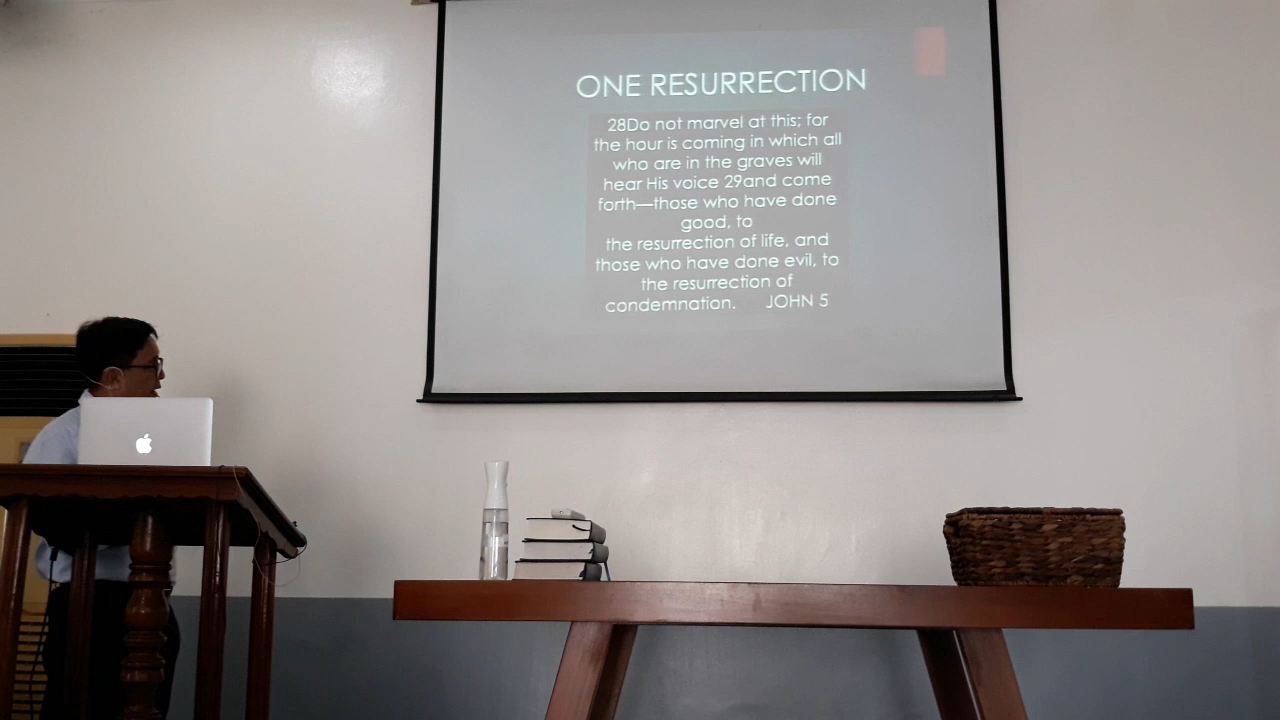 ONE RESURRECTION
28Do not marvel at this; for
the hour is coming in which all
who are in the graves will
hear His voice 29and come
forth—those who have done
good, to
the resurrection of life, and
those who have done evil, to
the resurrection of
condemnation. JOHN 5